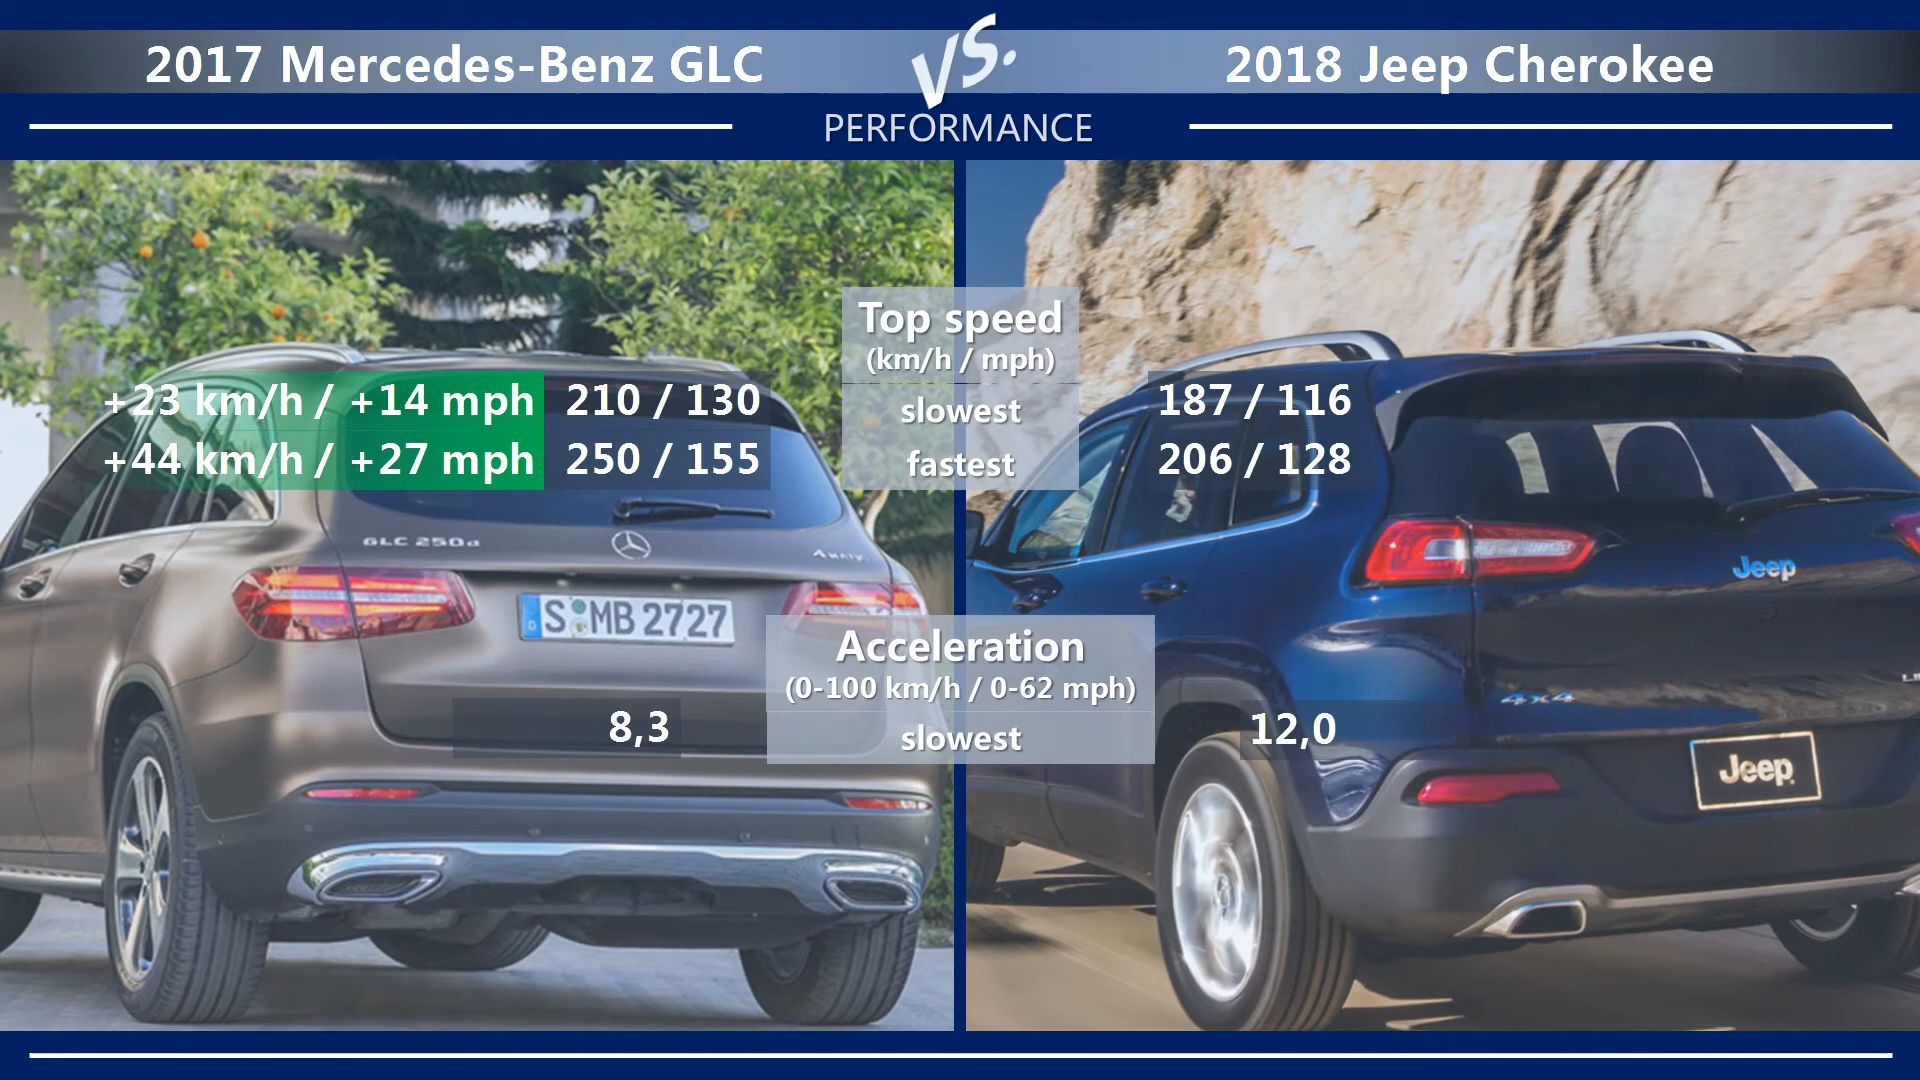 2017 Mercedes-Benz GLC
VS.
2018 Jeep Cherokee
PERFORMANCE
Top speed
(km/h / mph)
+23 km/h / +14 mph 210 / 130 slowest 187 / 116
+44 km/h / +27 mph 250 / 155 fastest 206 / 128
GLC 250d
4MATIC
S MB 2727
Jeep
Acceleration
(0-100 km/h / 0-62 mph)
8,3 slowest 12,0
4x4
Jeep